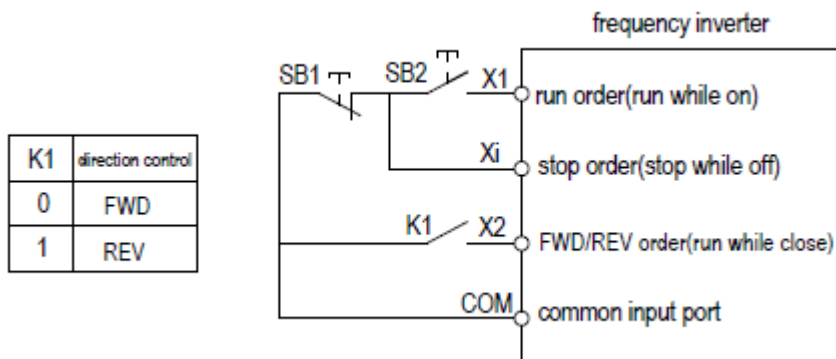 frequency inverter
SB1
SB2
X1
run order(run while on)
Xi
stop order(stop while off)
K1
X2
FWD/REV order(run while close)
COM
common input port
K1 direction control
0 FWD
1 REV